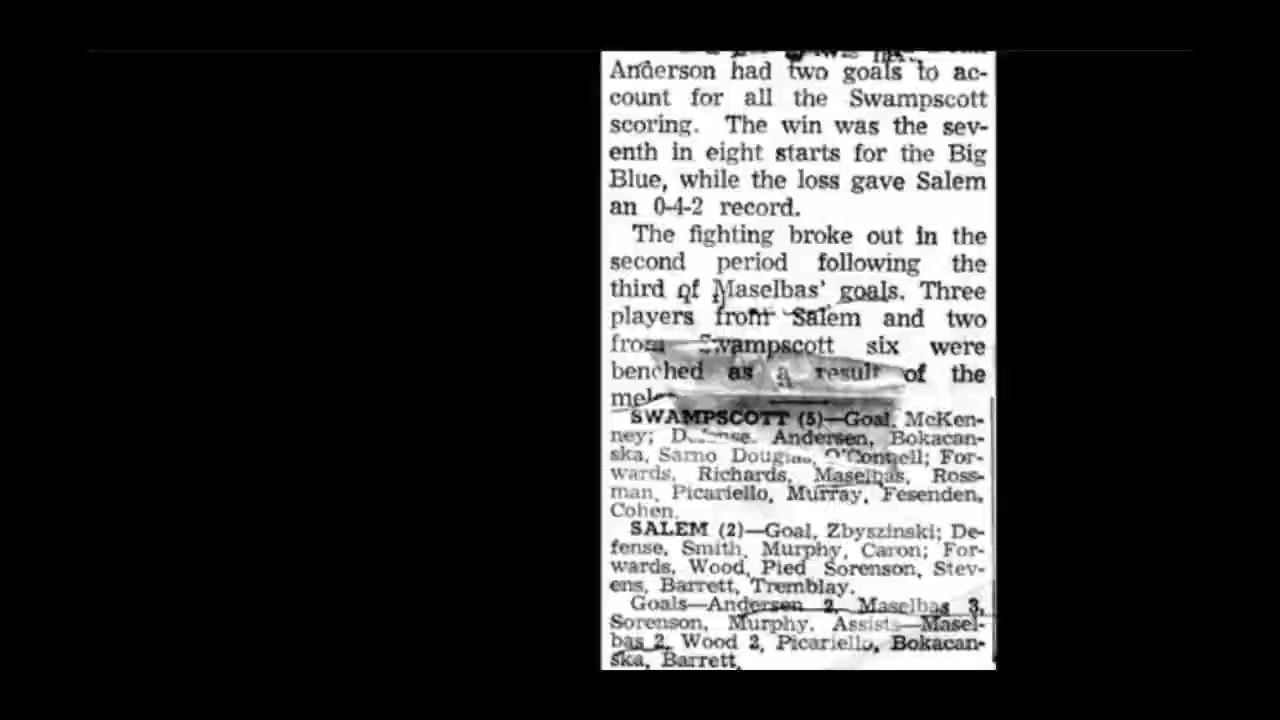 Anderson had two goals to ac-
count for all the Swampscott
scoring. The win was the sev-
enth in eight starts for the Big
Blue, while the loss gave Salem
an 0-4-2 record.
The fighting broke out in the
second period following the
third of Maselbas' goals. Three
players from Salem and two
from Swampscott six were
benched as a result of the
SWAMPSCOTT (5)—Goal, McKen-
ney; Defense, Andersen, Bokacan-
ska, Sarno Douglas, O'Connell; For-
wards, Richards, Maselbas, Ross-
man, Picariello, Murray, Fesenden,
Cohen.
SALEM (2)—Goal, Zbyszinski; De-
fense, Smith, Murphy, Caron; For-
wards, Wood, Pied Sorenson, Stev-
ens, Barrett, Tremblay.
Goals—Andersen 2, Maselbas 3,
Sorenson, Murphy. Assists—Masel-
bas 2, Wood 2, Picariello, Bokacan-
ska, Barrett.